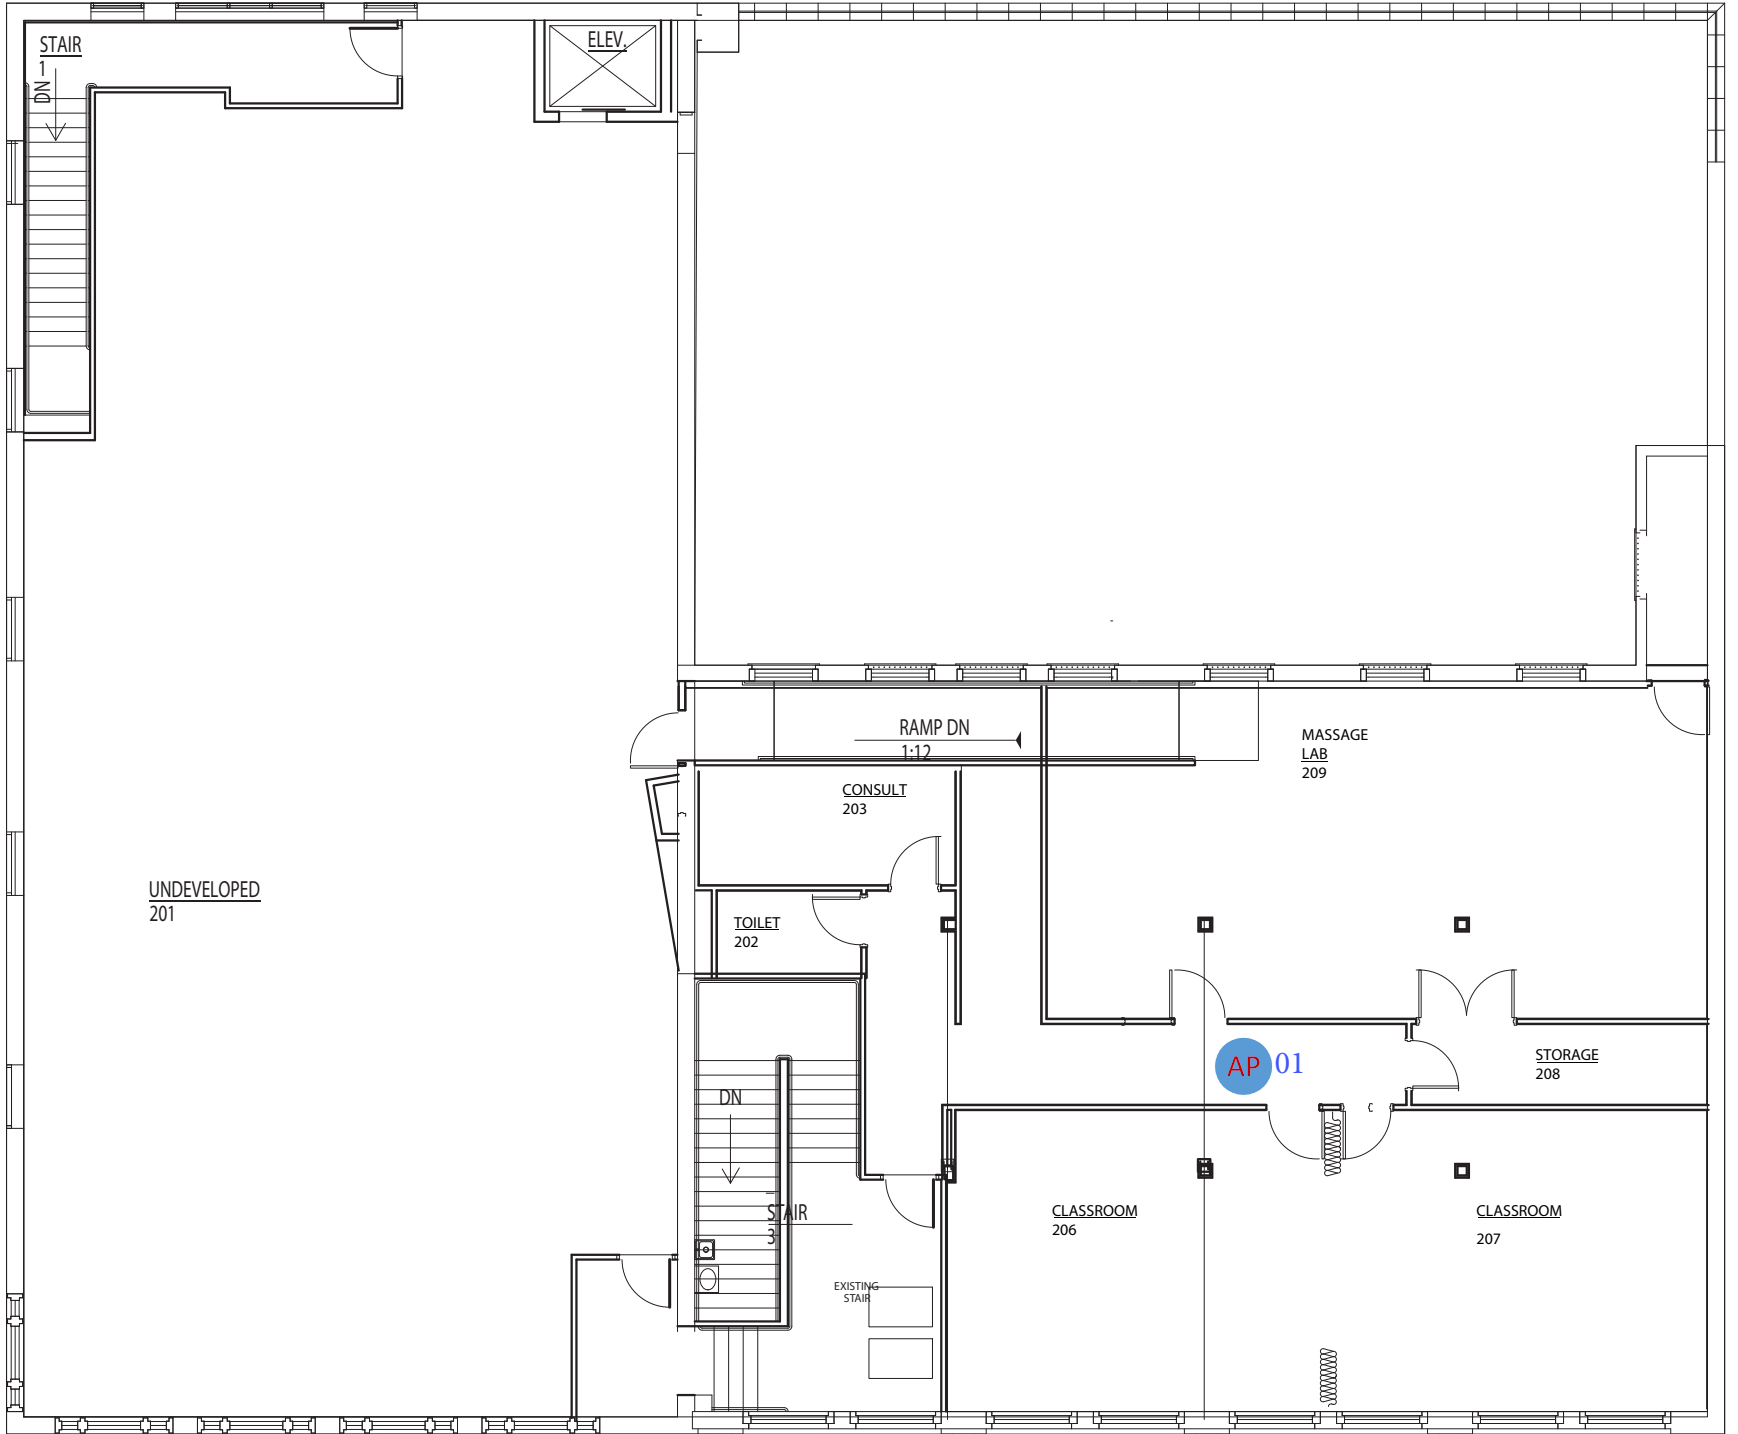 STAIR
1
DN
ELEV.
RAMP DN
1:12
MASSAGE
LAB
209
CONSULT
203
UNDEVELOPED
201
TOILET
202
AP 01
STORAGE
208
DN
STAIR
3
CLASSROOM
206
CLASSROOM
207
EXISTING
STAIR